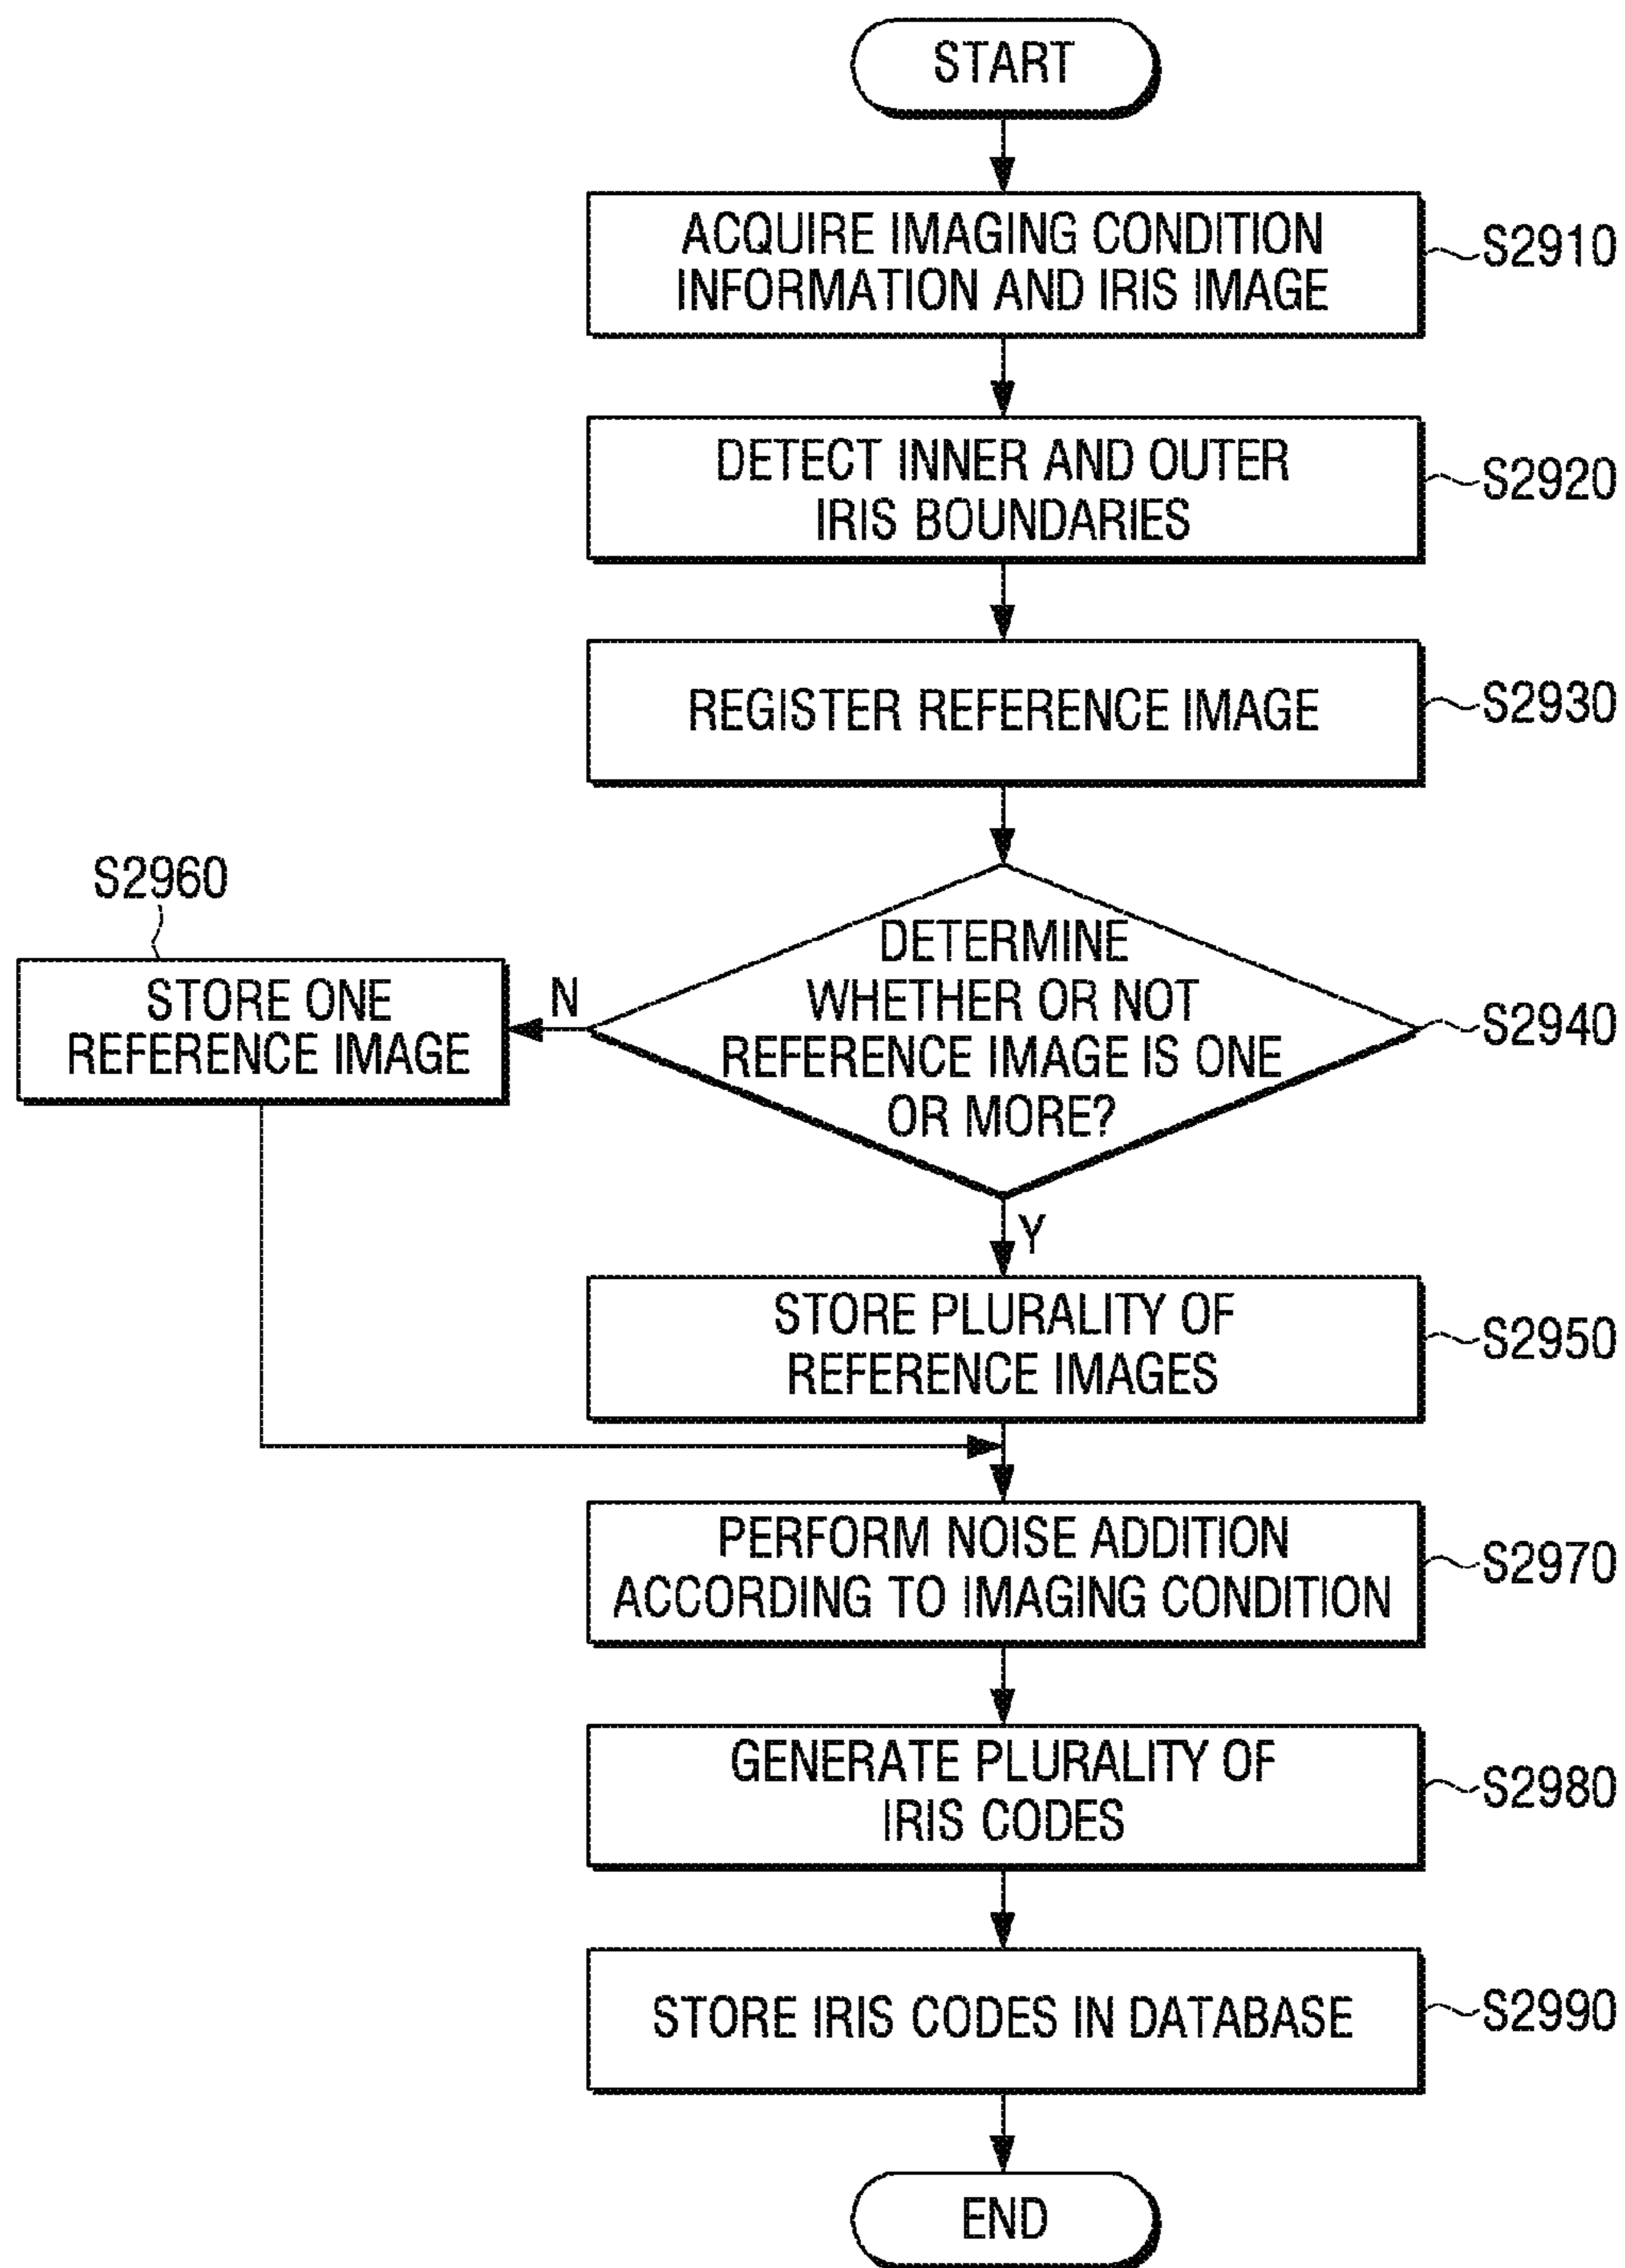 START
ACQUIRE IMAGING CONDITION
INFORMATION AND IRIS IMAGE
S2910
DETECT INNER AND OUTER
IRIS BOUNDARIES
S2920
REGISTER REFERENCE IMAGE
S2930
DETERMINE
WHETHER OR NOT
REFERENCE IMAGE IS ONE
OR MORE?
S2940
N
S2960
STORE ONE
REFERENCE IMAGE
Y
STORE PLURALITY OF
REFERENCE IMAGES
S2950
PERFORM NOISE ADDITION
ACCORDING TO IMAGING CONDITION
S2970
GENERATE PLURALITY OF
IRIS CODES
S2980
STORE IRIS CODES IN DATABASE
S2990
END